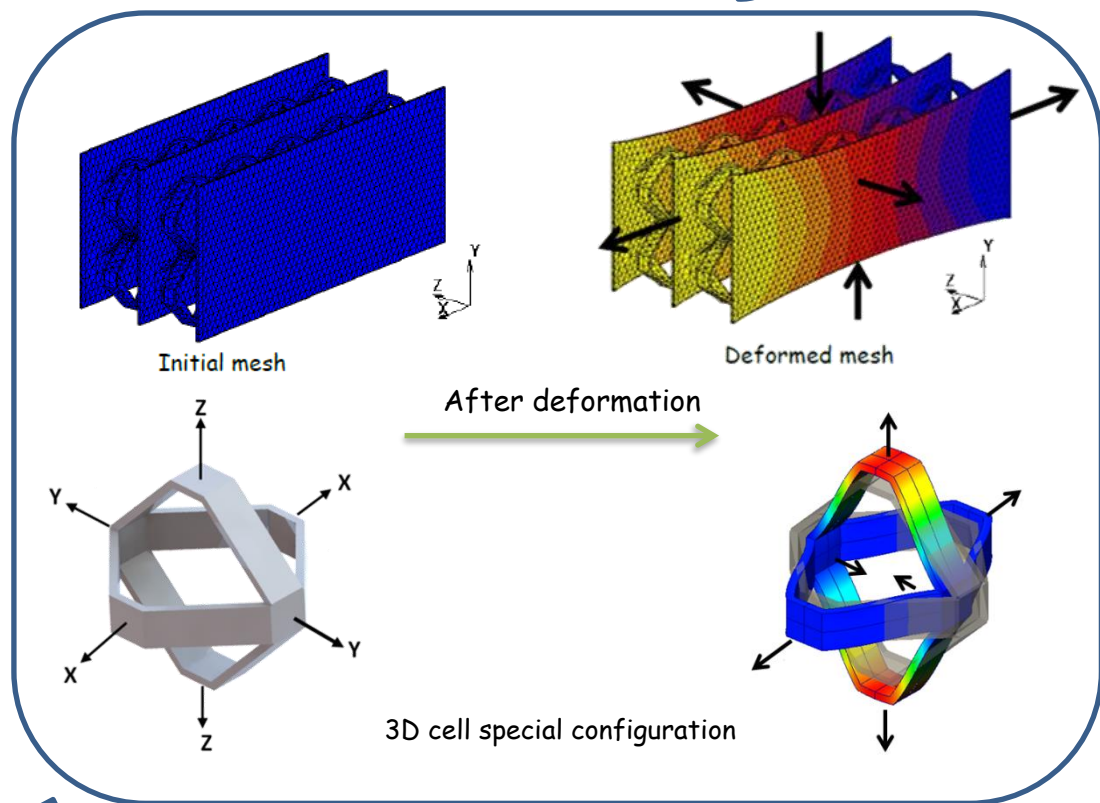 Y
Z
X
Initial mesh
Y
Z
X
Deformed mesh
After deformation
Z
Y
X
X
Y
Z
3D cell special configuration